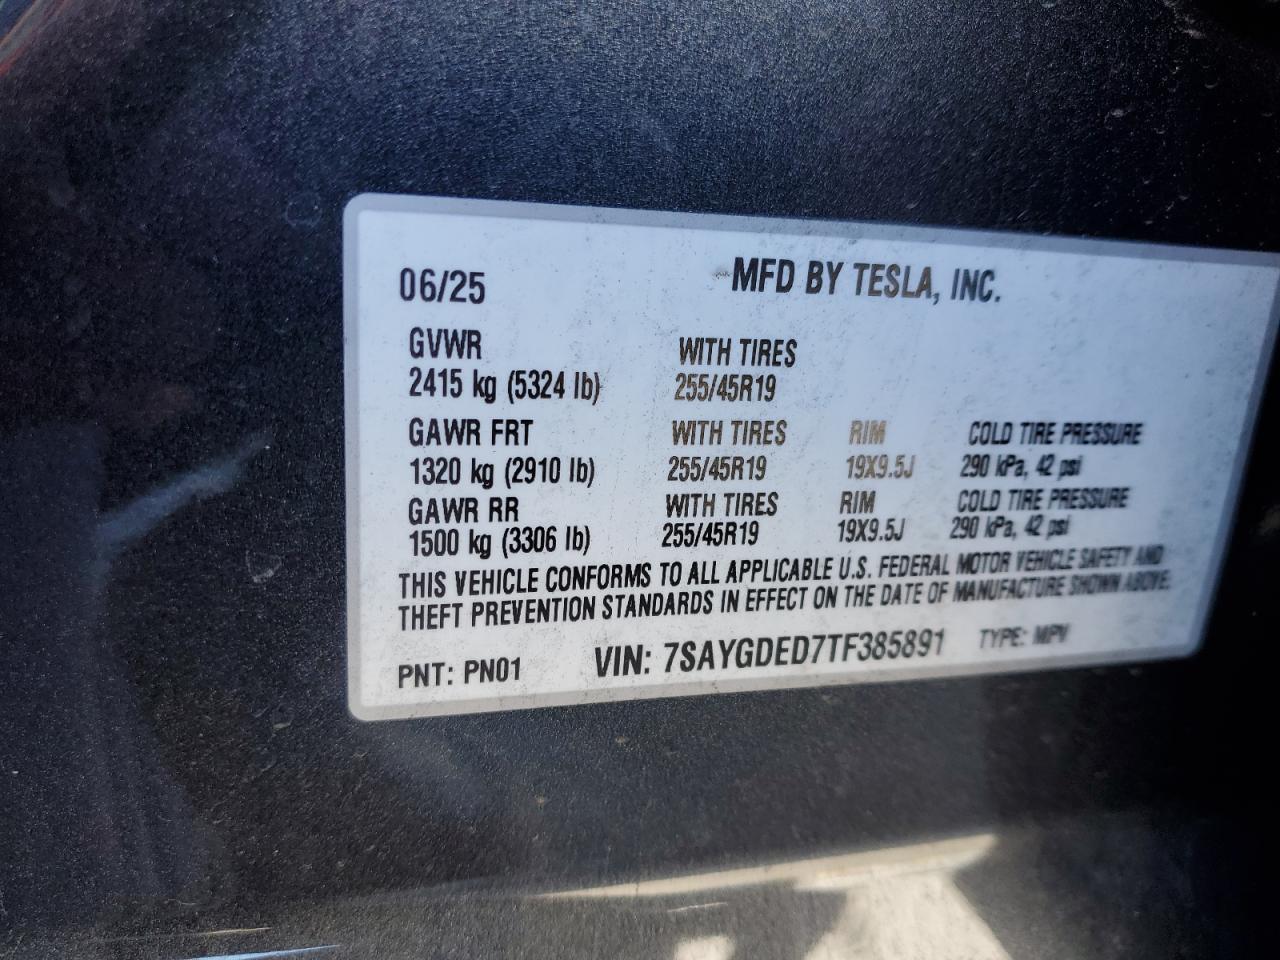 06/25 MFD BY TESLA, INC.
GVWR WITH TIRES
2415 kg (5324 lb) 255/45R19
GAWR FRT WITH TIRES RIM COLD TIRE PRESSURE
1320 kg (2910 lb) 255/45R19 19X9.5J 290 kPa, 42 psi
GAWR RR WITH TIRES RIM COLD TIRE PRESSURE
1500 kg (3306 lb) 255/45R19 19X9.5J 290 kPa, 42 psi
THIS VEHICLE CONFORMS TO ALL APPLICABLE U.S. FEDERAL MOTOR VEHICLE SAFETY AND
THEFT PREVENTION STANDARDS IN EFFECT ON THE DATE OF MANUFACTURE SHOWN ABOVE.
PNT: PN01 VIN: 7SAYGDED7TF385891 TYPE: MPV